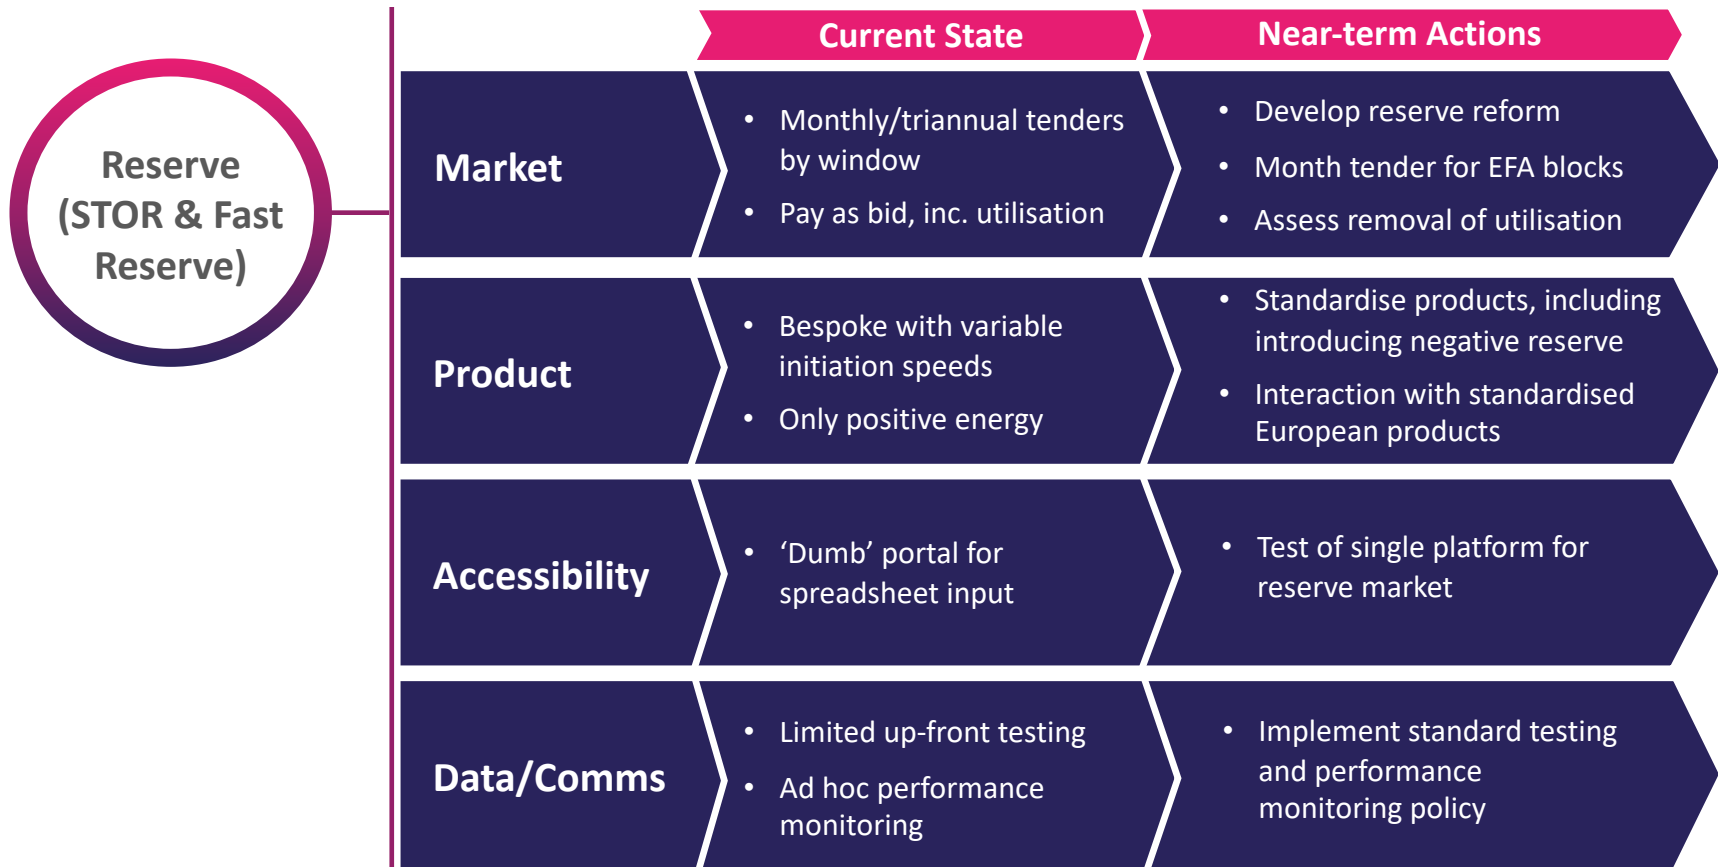 Current State
Near-term Actions
Reserve
(STOR & Fast
Reserve)
Market
• Monthly/triannual tenders
by window
• Pay as bid, inc. utilisation
• Develop reserve reform
• Month tender for EFA blocks
• Assess removal of utilisation
Product
• Bespoke with variable
initiation speeds
• Only positive energy
• Standardise products, including
introducing negative reserve
• Interaction with standardised
European products
Accessibility
• ‘Dumb’ portal for
spreadsheet input
• Test of single platform for
reserve market
Data/Comms
• Limited up-front testing
• Ad hoc performance
monitoring
• Implement standard testing
and performance
monitoring policy